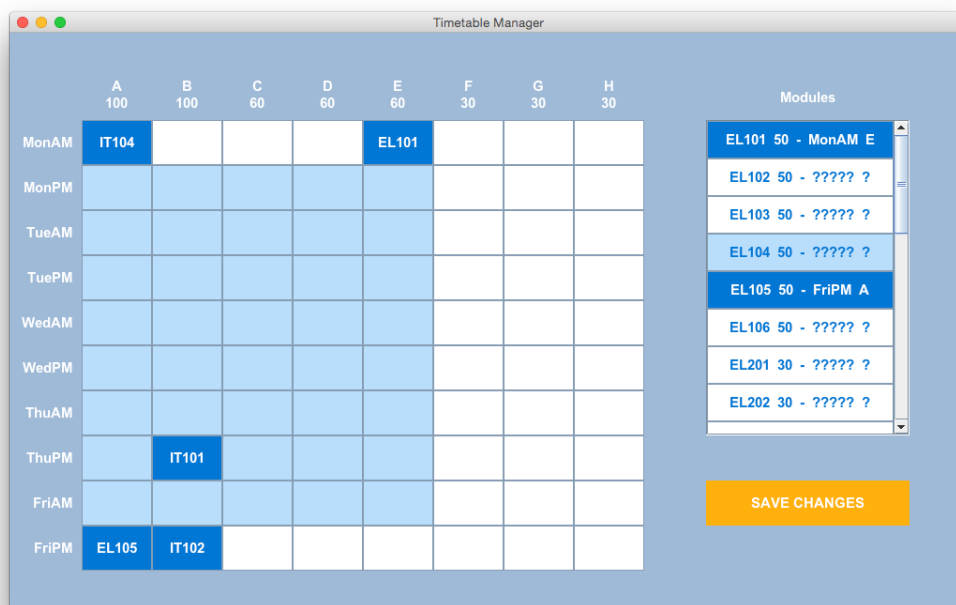 Timetable Manager
A B C D E F G H
100 100 60 60 60 30 30 30
Modules
MonAM IT104 EL101
MonPM
TueAM
TuePM
WedAM
WedPM
ThuAM
ThuPM IT101
FriAM
FriPM EL105 IT102
EL101 50 - MonAM E
EL102 50 - ????? ?
EL103 50 - ????? ?
EL104 50 - ????? ?
EL105 50 - FriPM A
EL106 50 - ????? ?
EL201 30 - ????? ?
EL202 30 - ????? ?
SAVE CHANGES